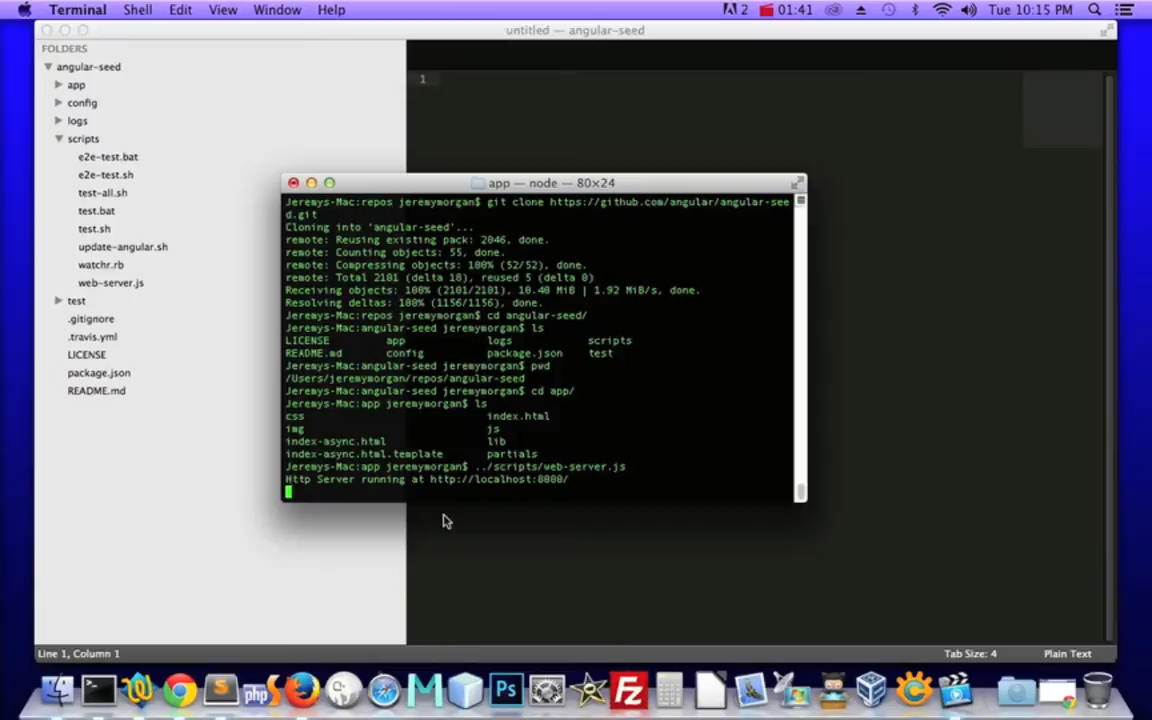 Terminal Shell Edit View Window Help 2 01:41 Tue 10:15 PM
untitled — angular-seed
FOLDERS
angular-seed
app
config
logs
scripts
e2e-test.bat
e2e-test.sh
test-all.sh
test.bat
test.sh
update-angular.sh
watchr.rb
web-server.js
test
.gitignore
.travis.yml
LICENSE
package.json
README.md
1
app — node — 80×24
Jeremys-Mac:repos jeremymorgan$ git clone https://github.com/angular/angular-see
d.git
Cloning into 'angular-seed'...
remote: Reusing existing pack: 2046, done.
remote: Counting objects: 55, done.
remote: Compressing objects: 100% (52/52), done.
remote: Total 2101 (delta 18), reused 5 (delta 0)
Receiving objects: 100% (2101/2101), 10.40 MiB | 1.92 MiB/s, done.
Resolving deltas: 100% (1156/1156), done.
Jeremys-Mac:repos jeremymorgan$ cd angular-seed/
Jeremys-Mac:angular-seed jeremymorgan$ ls
LICENSE app logs scripts
README.md config package.json test
Jeremys-Mac:angular-seed jeremymorgan$ pwd
/Users/jeremymorgan/repos/angular-seed
Jeremys-Mac:angular-seed jeremymorgan$ cd app/
Jeremys-Mac:app jeremymorgan$ ls
css index.html
img js
index-async.html lib
index-async.html.template partials
Jeremys-Mac:app jeremymorgan$ ../scripts/web-server.js
Http Server running at http://localhost:8000/
Line 1, Column 1 Tab Size: 4 Plain Text
php Ps FZ